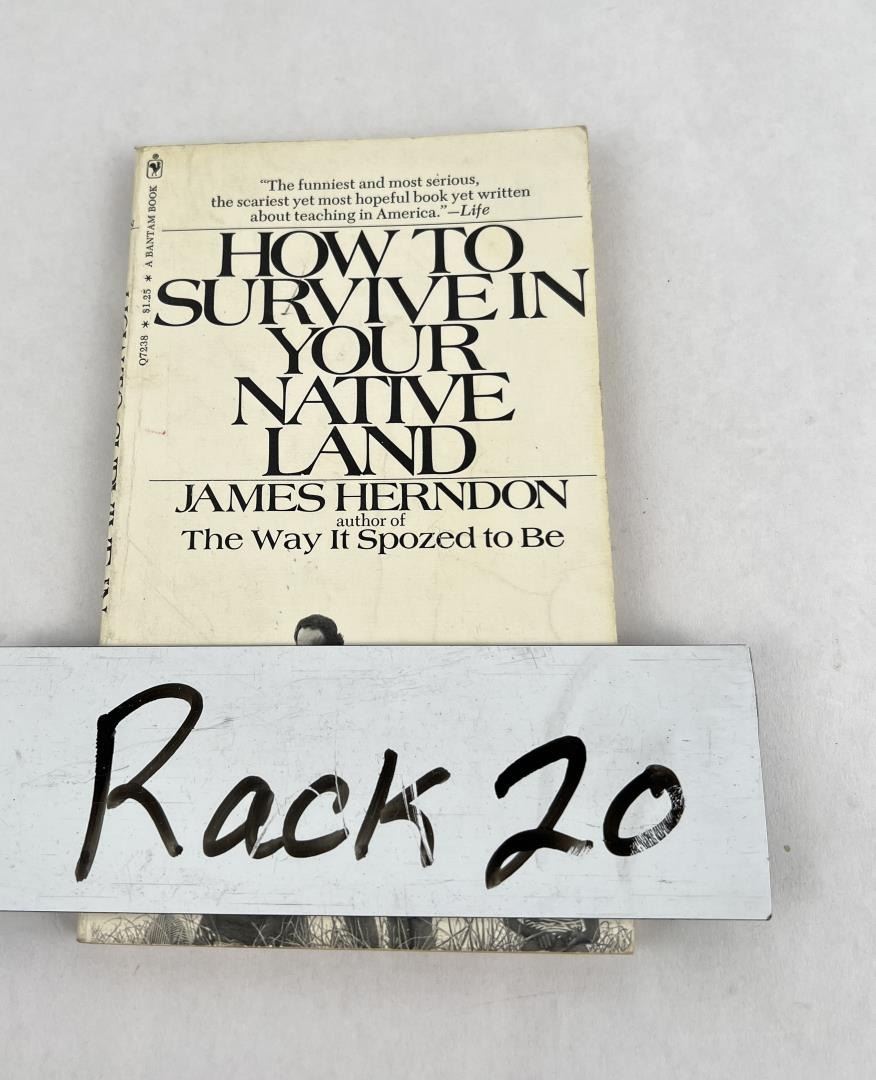 “The funniest and most serious,
the scariest yet most hopeful book yet written
about teaching in America.”—Life
HOW TO
SURVIVE IN
YOUR
NATIVE
LAND
JAMES HERNDON
author of
The Way It Spozed to Be
Q7238 * $1.25 * A BANTAM BOOK
Rack 20